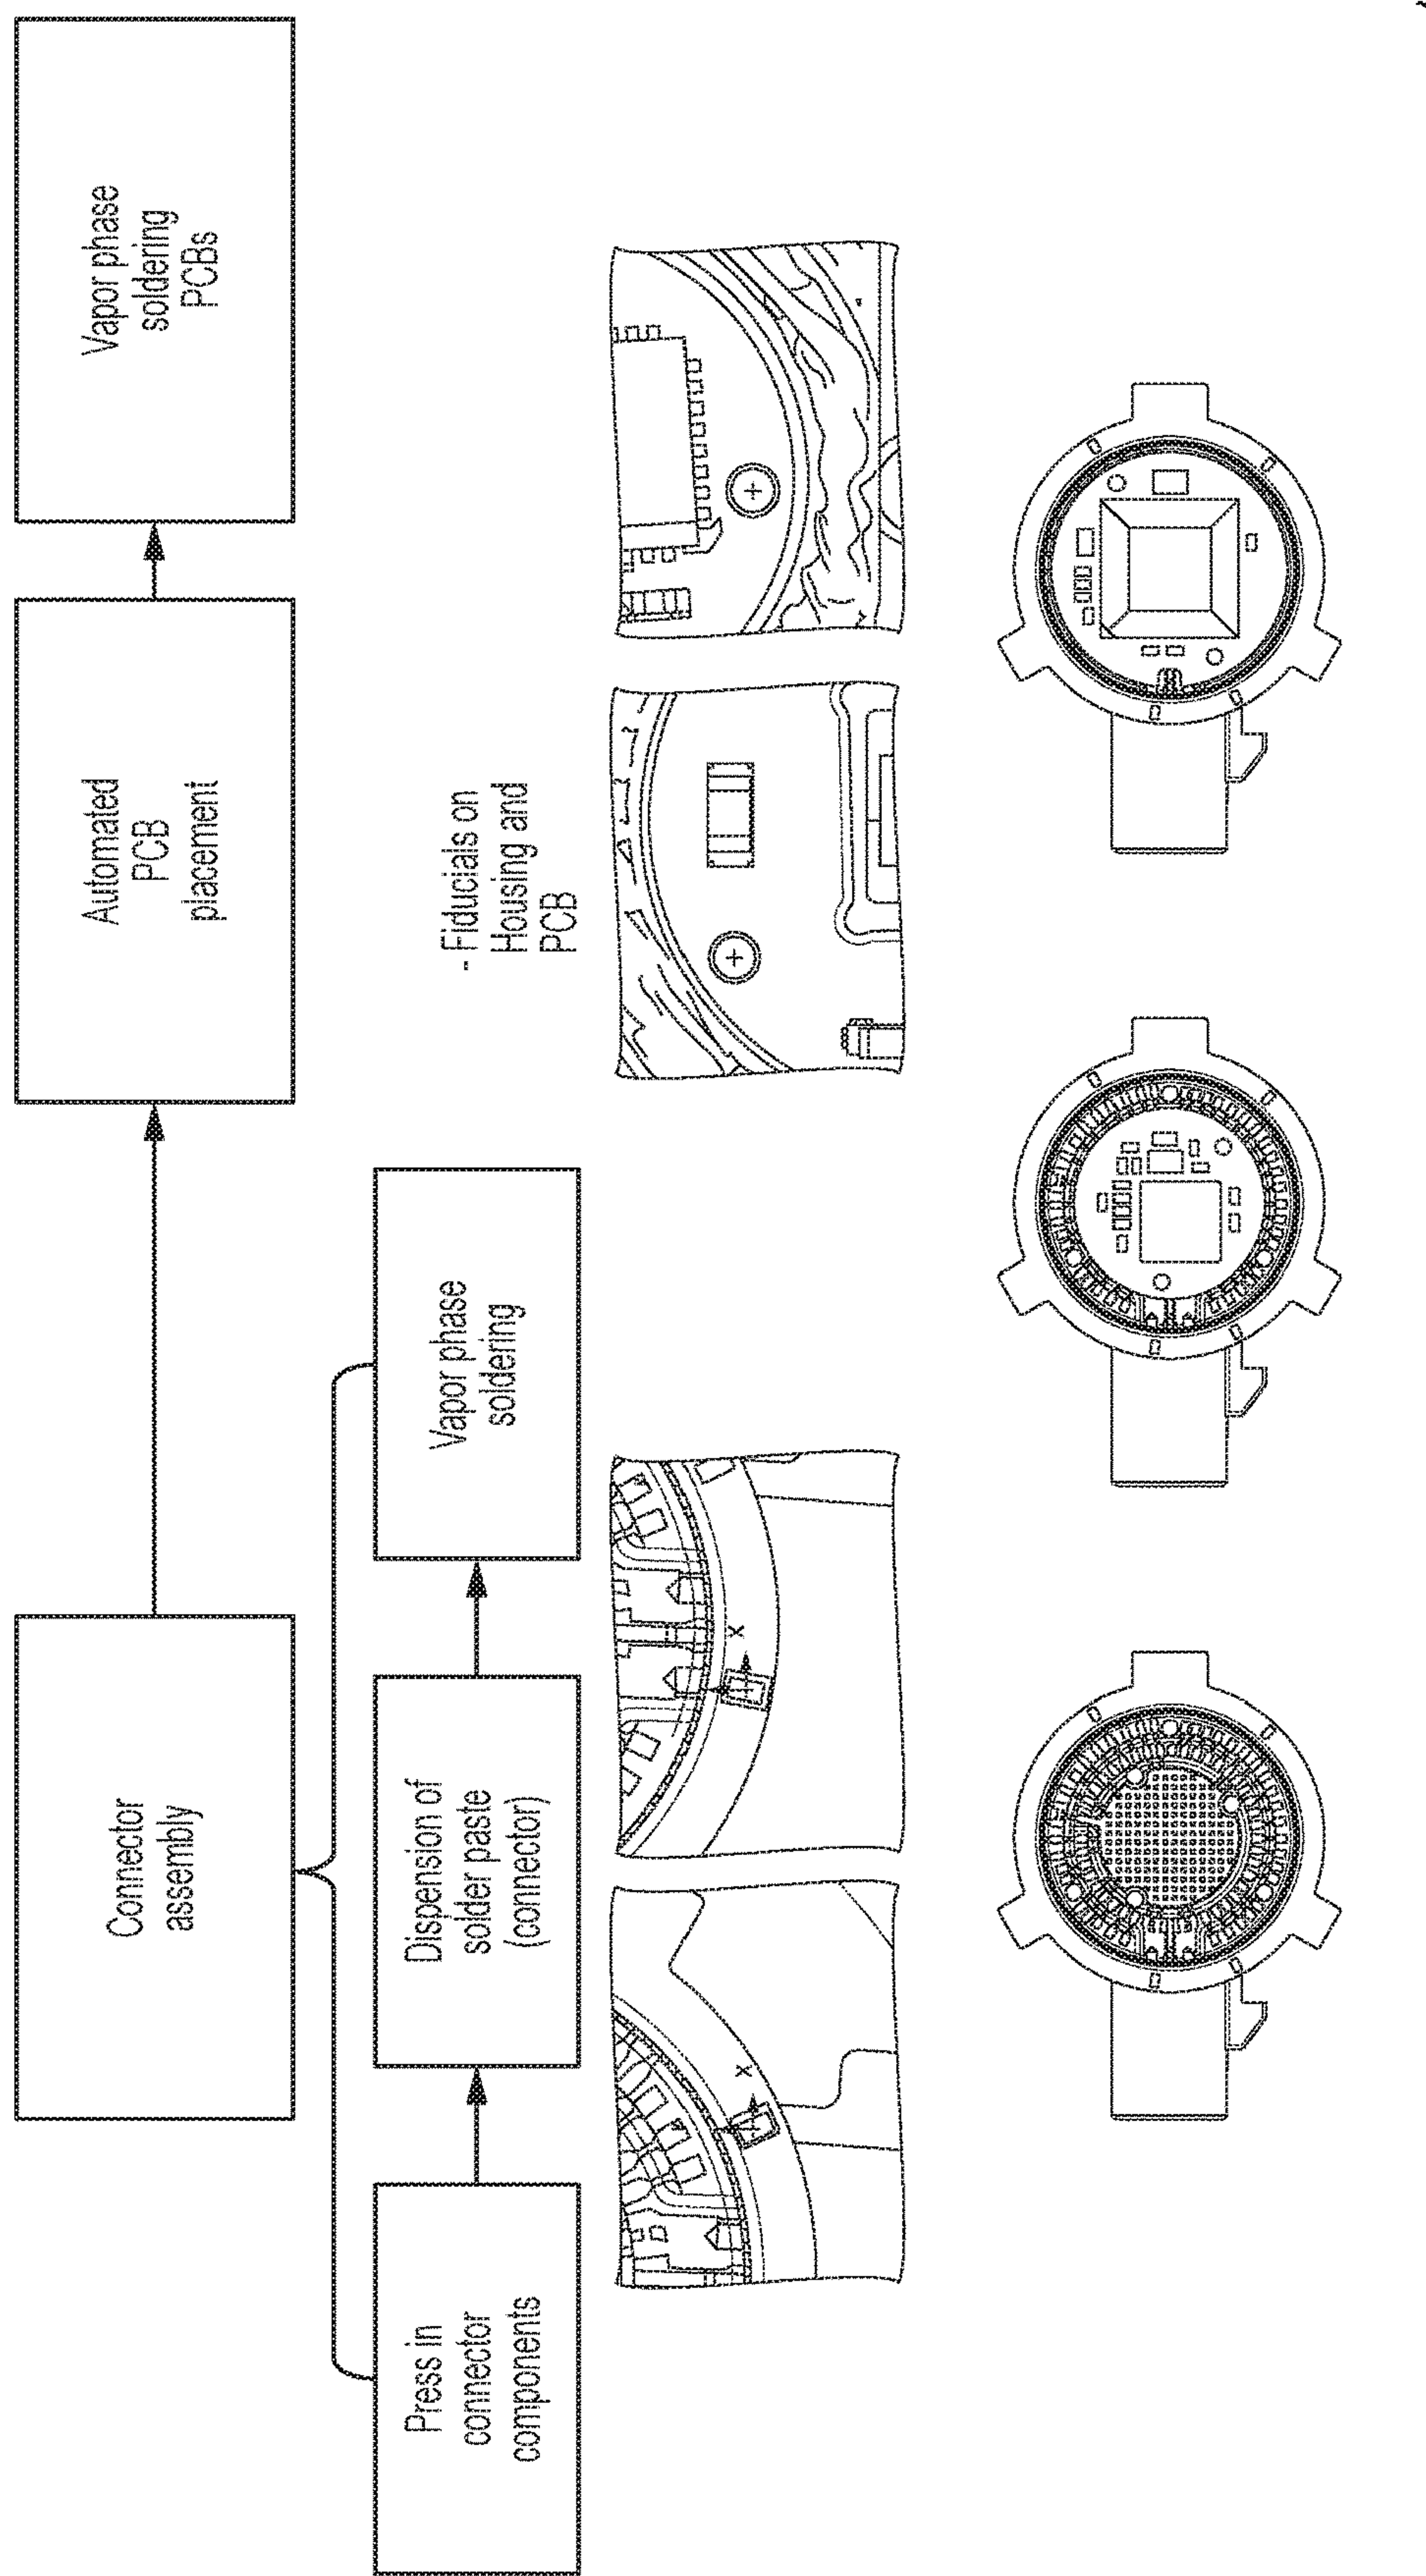 Connector
assembly
Automated
PCB
placement
Vapor phase
soldering
PCBs
Press in
connector
components
Dispension of
solder paste
(connector)
Vapor phase
soldering
- Fiducials on
Housing and
PCB
X
X